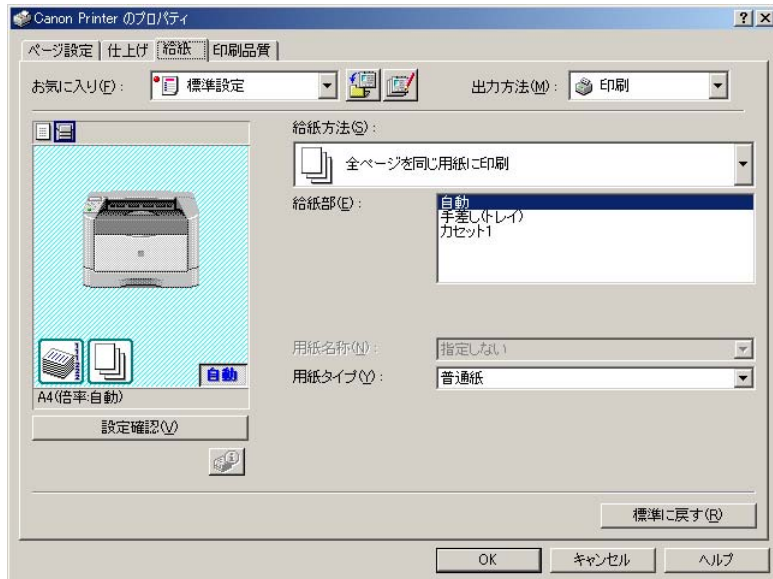 Canon Printer のプロパティ
ページ設定 仕上げ 給紙 印刷品質
お気に入り(F): 標準設定 出力方法(M): 印刷
給紙方法(S):
全ページを同じ用紙に印刷
給紙部(E): 自動
手差し(トレイ)
カセット1
自動
用紙名称(N): 指定しない
用紙タイプ(Y): 普通紙
A4(倍率:自動)
設定確認(V)
標準に戻す(R)
OK キャンセル ヘルプ